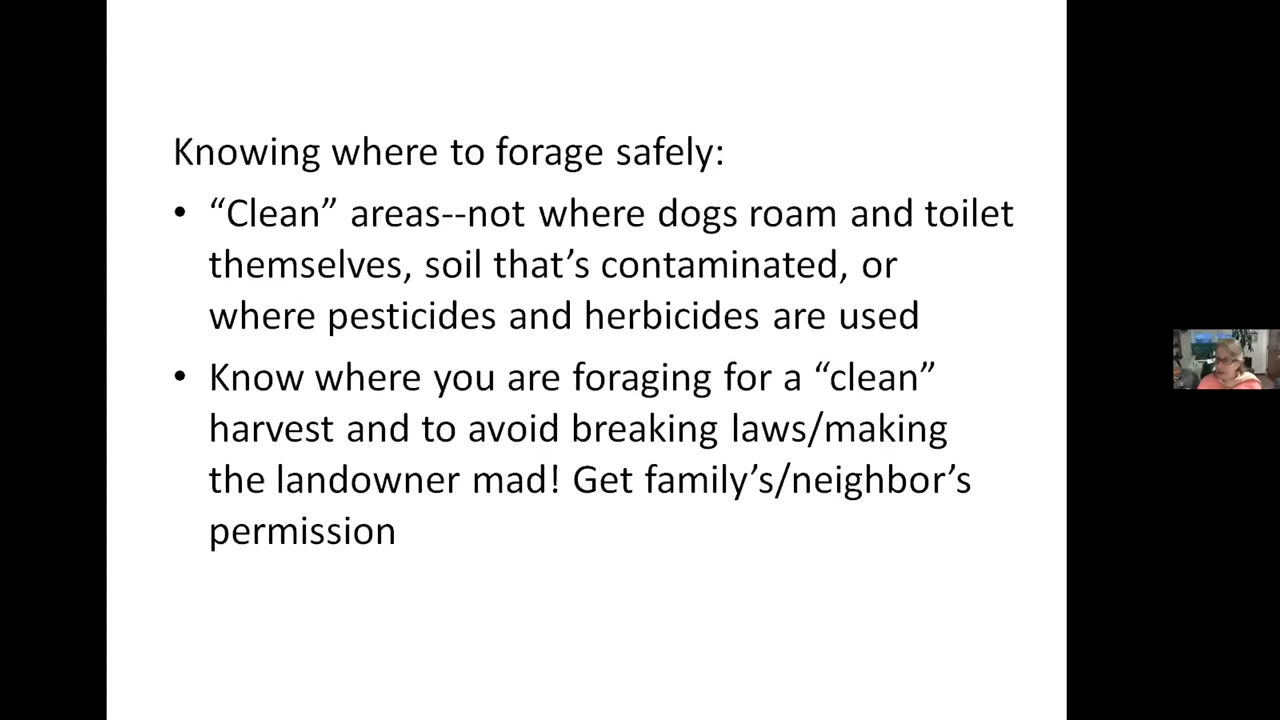 Knowing where to forage safely:
• “Clean” areas--not where dogs roam and toilet
themselves, soil that’s contaminated, or
where pesticides and herbicides are used
• Know where you are foraging for a “clean”
harvest and to avoid breaking laws/making
the landowner mad! Get family’s/neighbor’s
permission